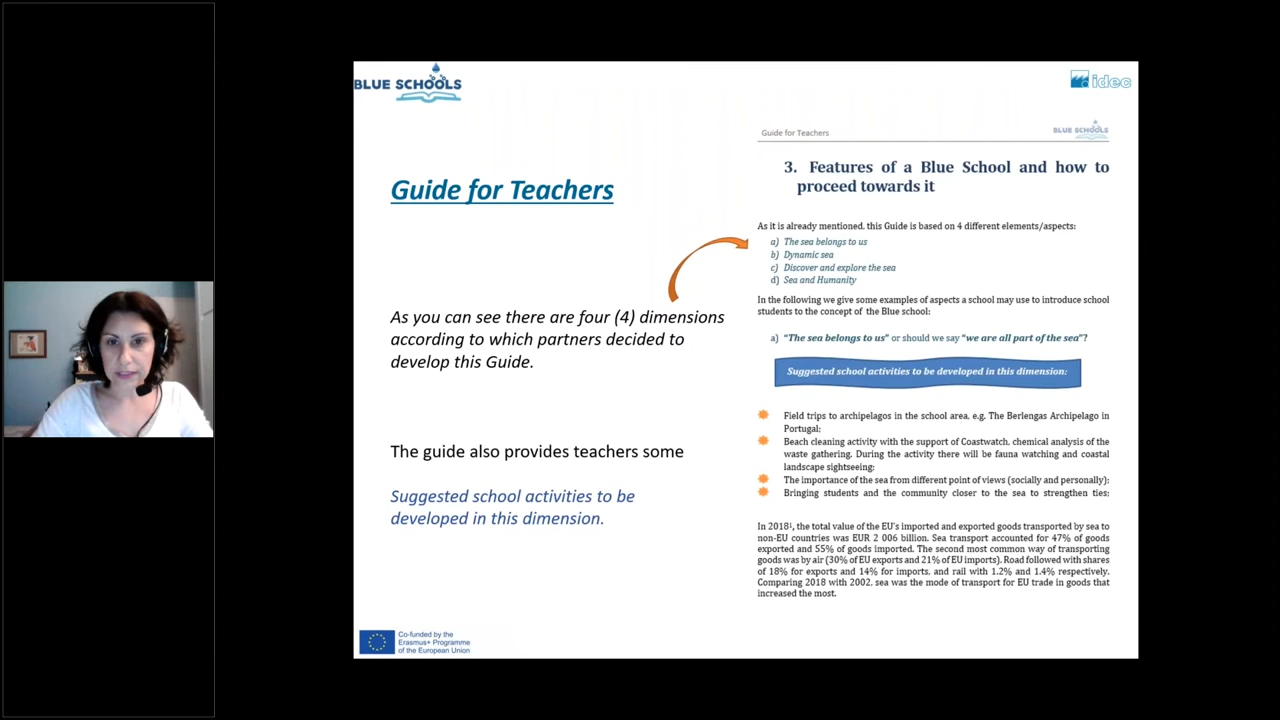 BLUE SCHOOLS
idec
Guide for Teachers
As you can see there are four (4) dimensions
according to which partners decided to
develop this Guide.
The guide also provides teachers some
Suggested school activities to be
developed in this dimension.
Co-funded by the
Erasmus+ Programme
of the European Union
Guide for Teachers
BLUE SCHOOLS
3. Features of a Blue School and how to
proceed towards it
As it is already mentioned, this Guide is based on 4 different elements/aspects:
a) The sea belongs to us
b) Dynamic sea
c) Discover and explore the sea
d) Sea and Humanity
In the following we give some examples of aspects a school may use to introduce school
students to the concept of the Blue school:
a) “The sea belongs to us” or should we say “we are all part of the sea”?
Suggested school activities to be developed in this dimension:
Field trips to archipelagos in the school area, e.g. The Berlengas Archipelago in
Portugal;
Beach cleaning activity with the support of Coastwatch, chemical analysis of the
waste gathering. During the activity there will be fauna watching and coastal
landscape sightseeing;
The importance of the sea from different point of views (socially and personally);
Bringing students and the community closer to the sea to strengthen ties;
In 2018¹, the total value of the EU's imported and exported goods transported by sea to
non-EU countries was EUR 2 006 billion. Sea transport accounted for 47% of goods
exported and 55% of goods imported. The second most common way of transporting
goods was by air (30% of EU exports and 21% of EU imports). Road followed with shares
of 18% for exports and 14% for imports, and rail with 1.2% and 1.4% respectively.
Comparing 2018 with 2002, sea was the mode of transport for EU trade in goods that
increased the most.